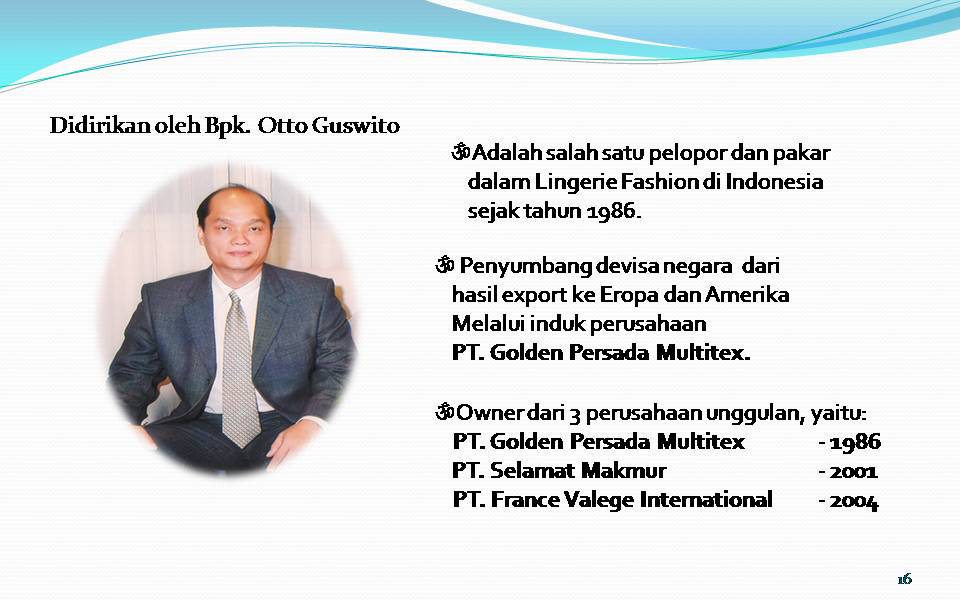 Didirikan oleh Bpk. Otto Guswito
ॐAdalah salah satu pelopor dan pakar
dalam Lingerie Fashion di Indonesia
sejak tahun 1986.
ॐ Penyumbang devisa negara dari
hasil export ke Eropa dan Amerika
Melalui induk perusahaan
PT. Golden Persada Multitex.
ॐOwner dari 3 perusahaan unggulan, yaitu:
PT. Golden Persada Multitex - 1986
PT. Selamat Makmur - 2001
PT. France Valege International - 2004
16